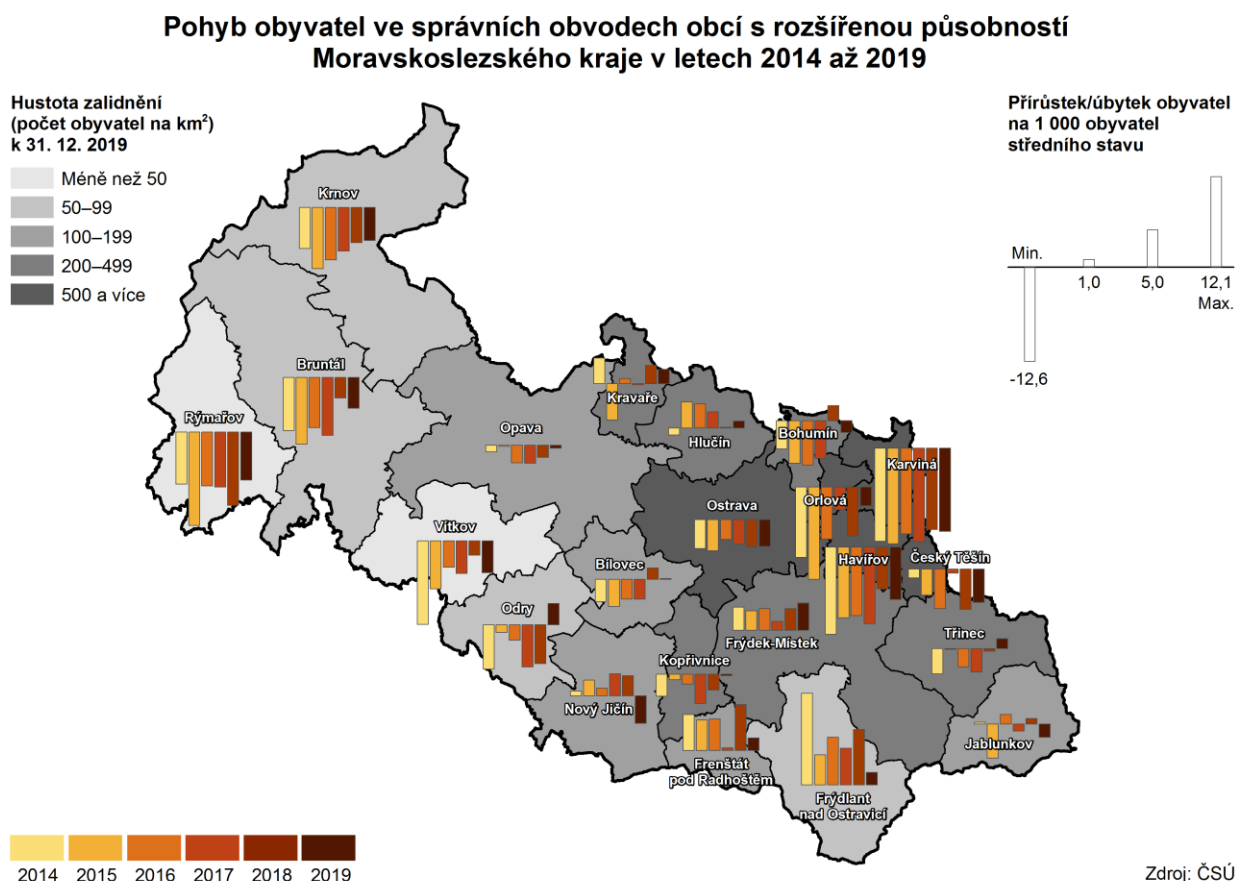 Pohyb obyvatel ve správních obvodech obcí s rozšířenou působností
Moravskoslezského kraje v letech 2014 až 2019
Hustota zalidnění
(počet obyvatel na km²)
k 31. 12. 2019
Méně než 50
50–99
100–199
200–499
500 a více
Přírůstek/úbytek obyvatel
na 1 000 obyvatel
středního stavu
Min.
1,0
5,0
12,1
Max.
-12,6
Krnov
Bruntál
Rýmařov
Kravaře
Opava
Hlučín
Bohumín
Karviná
Orlová
Ostrava
Vítkov
Havířov
Český Těšín
Bílovec
Odry
Frýdek-Místek
Třinec
Kopřivnice
Nový Jičín
Jablunkov
Frenštát
pod Radhoštěm
Frýdlant
nad Ostravicí
2014
2015
2016
2017
2018
2019
Zdroj: ČSÚ